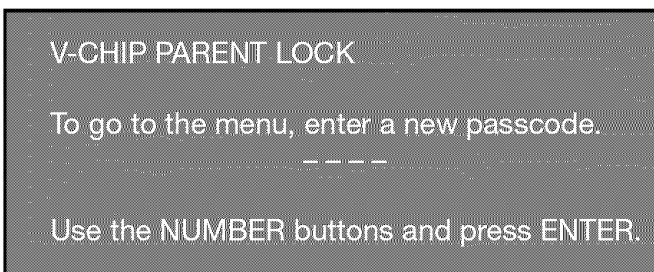 V-CHIP PARENT LOCK
To go to the menu, enter a new passcode.
_ _ _ _
Use the NUMBER buttons and press ENTER.